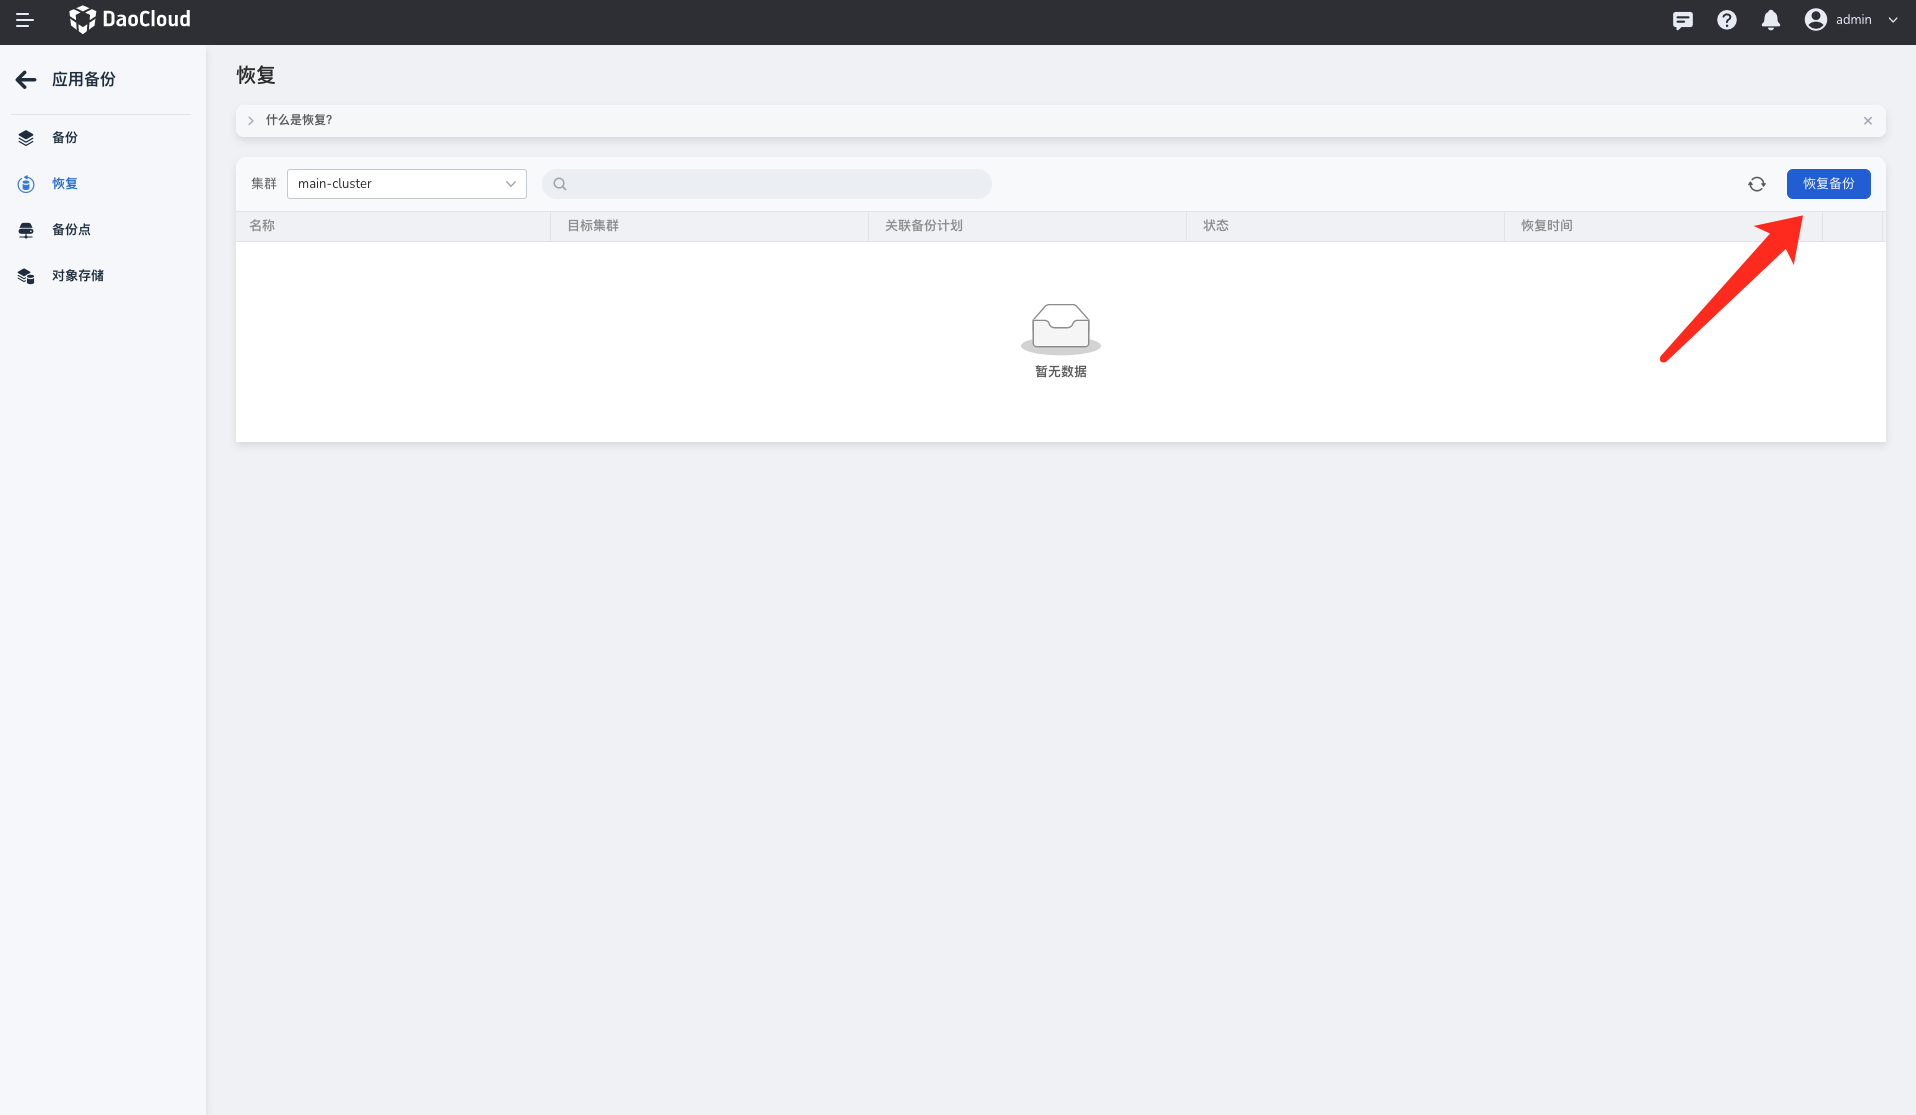 DaoCloud
admin
应用备份
备份
恢复
备份点
对象存储
恢复
什么是恢复?
集群 main-cluster
恢复备份
名称 目标集群 关联备份计划 状态 恢复时间
暂无数据